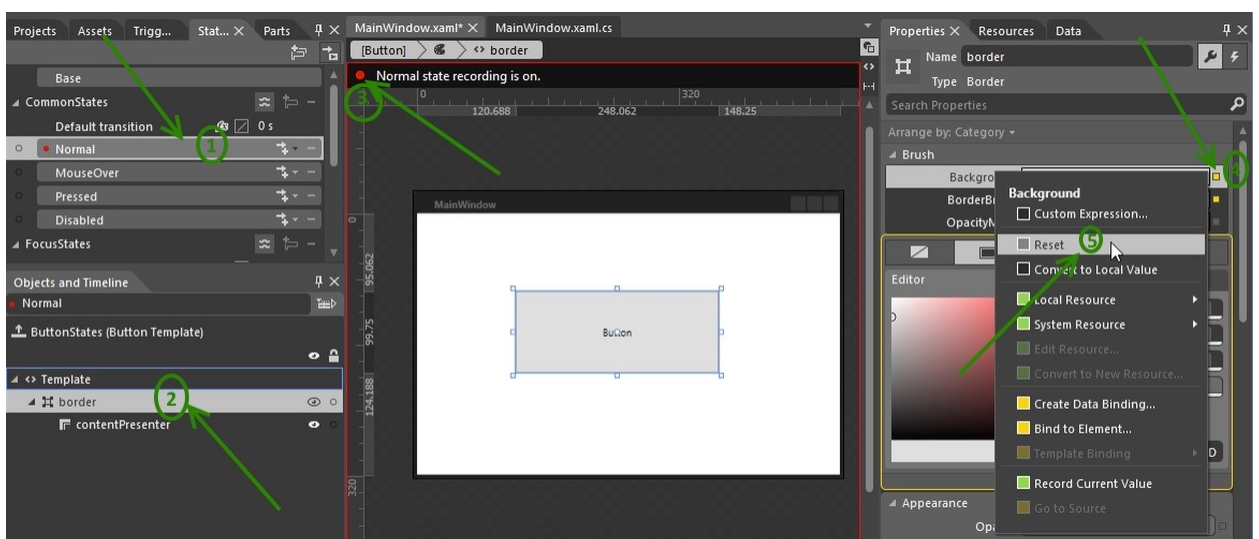 Projects Assets Trigg... Stat... Parts
Base
CommonStates
Default transition 0 s
Normal
MouseOver
Pressed
Disabled
FocusStates
1
Objects and Timeline
Normal
ButtonStates (Button Template)
Template
border
contentPresenter
2
MainWindow.xaml* MainWindow.xaml.cs
[Button] border
Normal state recording is on.
3
0 320
120.688 248.062 148.25
0
95.062
99.75
124.188
320
MainWindow
Button
Properties Resources Data
Name border
Type Border
Search Properties
Arrange by: Category
Brush
Backgro
BorderB
OpacityM
4
Editor
D
Appearance
Op
Background
Custom Expression...
Reset
5
Convert to Local Value
Local Resource
System Resource
Edit Resource...
Convert to New Resource...
Create Data Binding...
Bind to Element...
Template Binding
Record Current Value
Go to Source